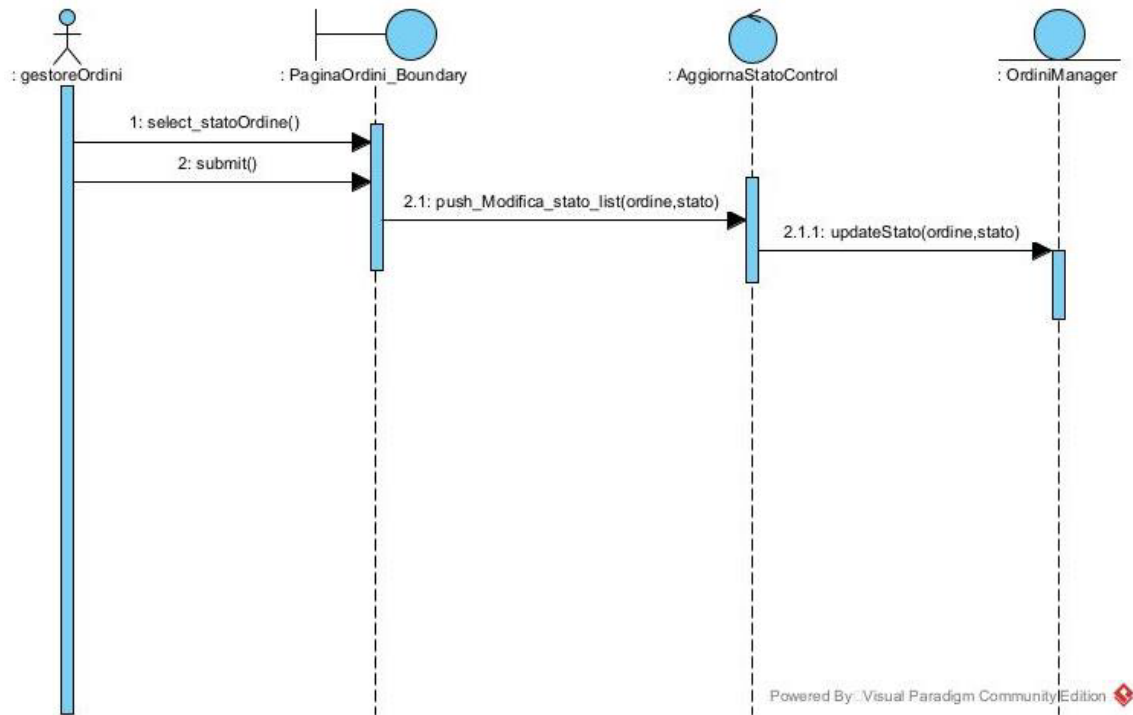 : gestoreOrdini
: PaginaOrdini_Boundary
: AggiornaStatoControl
: OrdiniManager
1: select_statoOrdine()
2: submit()
2.1: push_Modifica_stato_list(ordine,stato)
2.1.1: updateStato(ordine,stato)
Powered By Visual Paradigm Community Edition